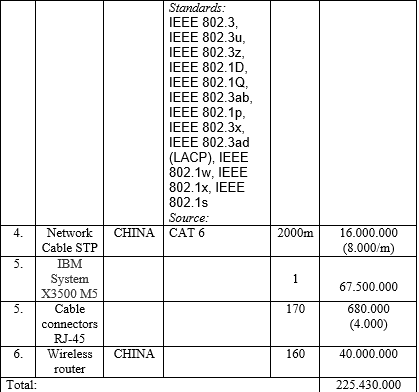 Standards:
IEEE 802.3,
IEEE 802.3u,
IEEE 802.3z,
IEEE 802.1D,
IEEE 802.1Q,
IEEE 802.3ab,
IEEE 802.1p,
IEEE 802.3x,
IEEE 802.3ad
(LACP), IEEE
802.1w, IEEE
802.1x, IEEE
802.1s
Source:
4. Network CHINA CAT 6 2000m 16.000.000
Cable STP (8.000/m)
5. IBM
System 1
X3500 M5 67.500.000
5. Cable 170 680.000
connectors (4.000)
RJ-45
6. Wireless CHINA 160 40.000.000
router
Total: 225.430.000